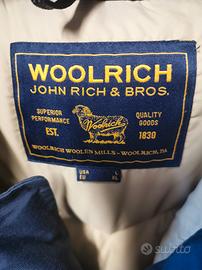 WOOLRICH
JOHN RICH & BROS.
SUPERIOR PERFORMANCE
QUALITY GOODS
EST.
Woolrich
1830
WOOLRICH WOOLEN MILLS - WOOLRICH, PA
USA L
EU XL
subito